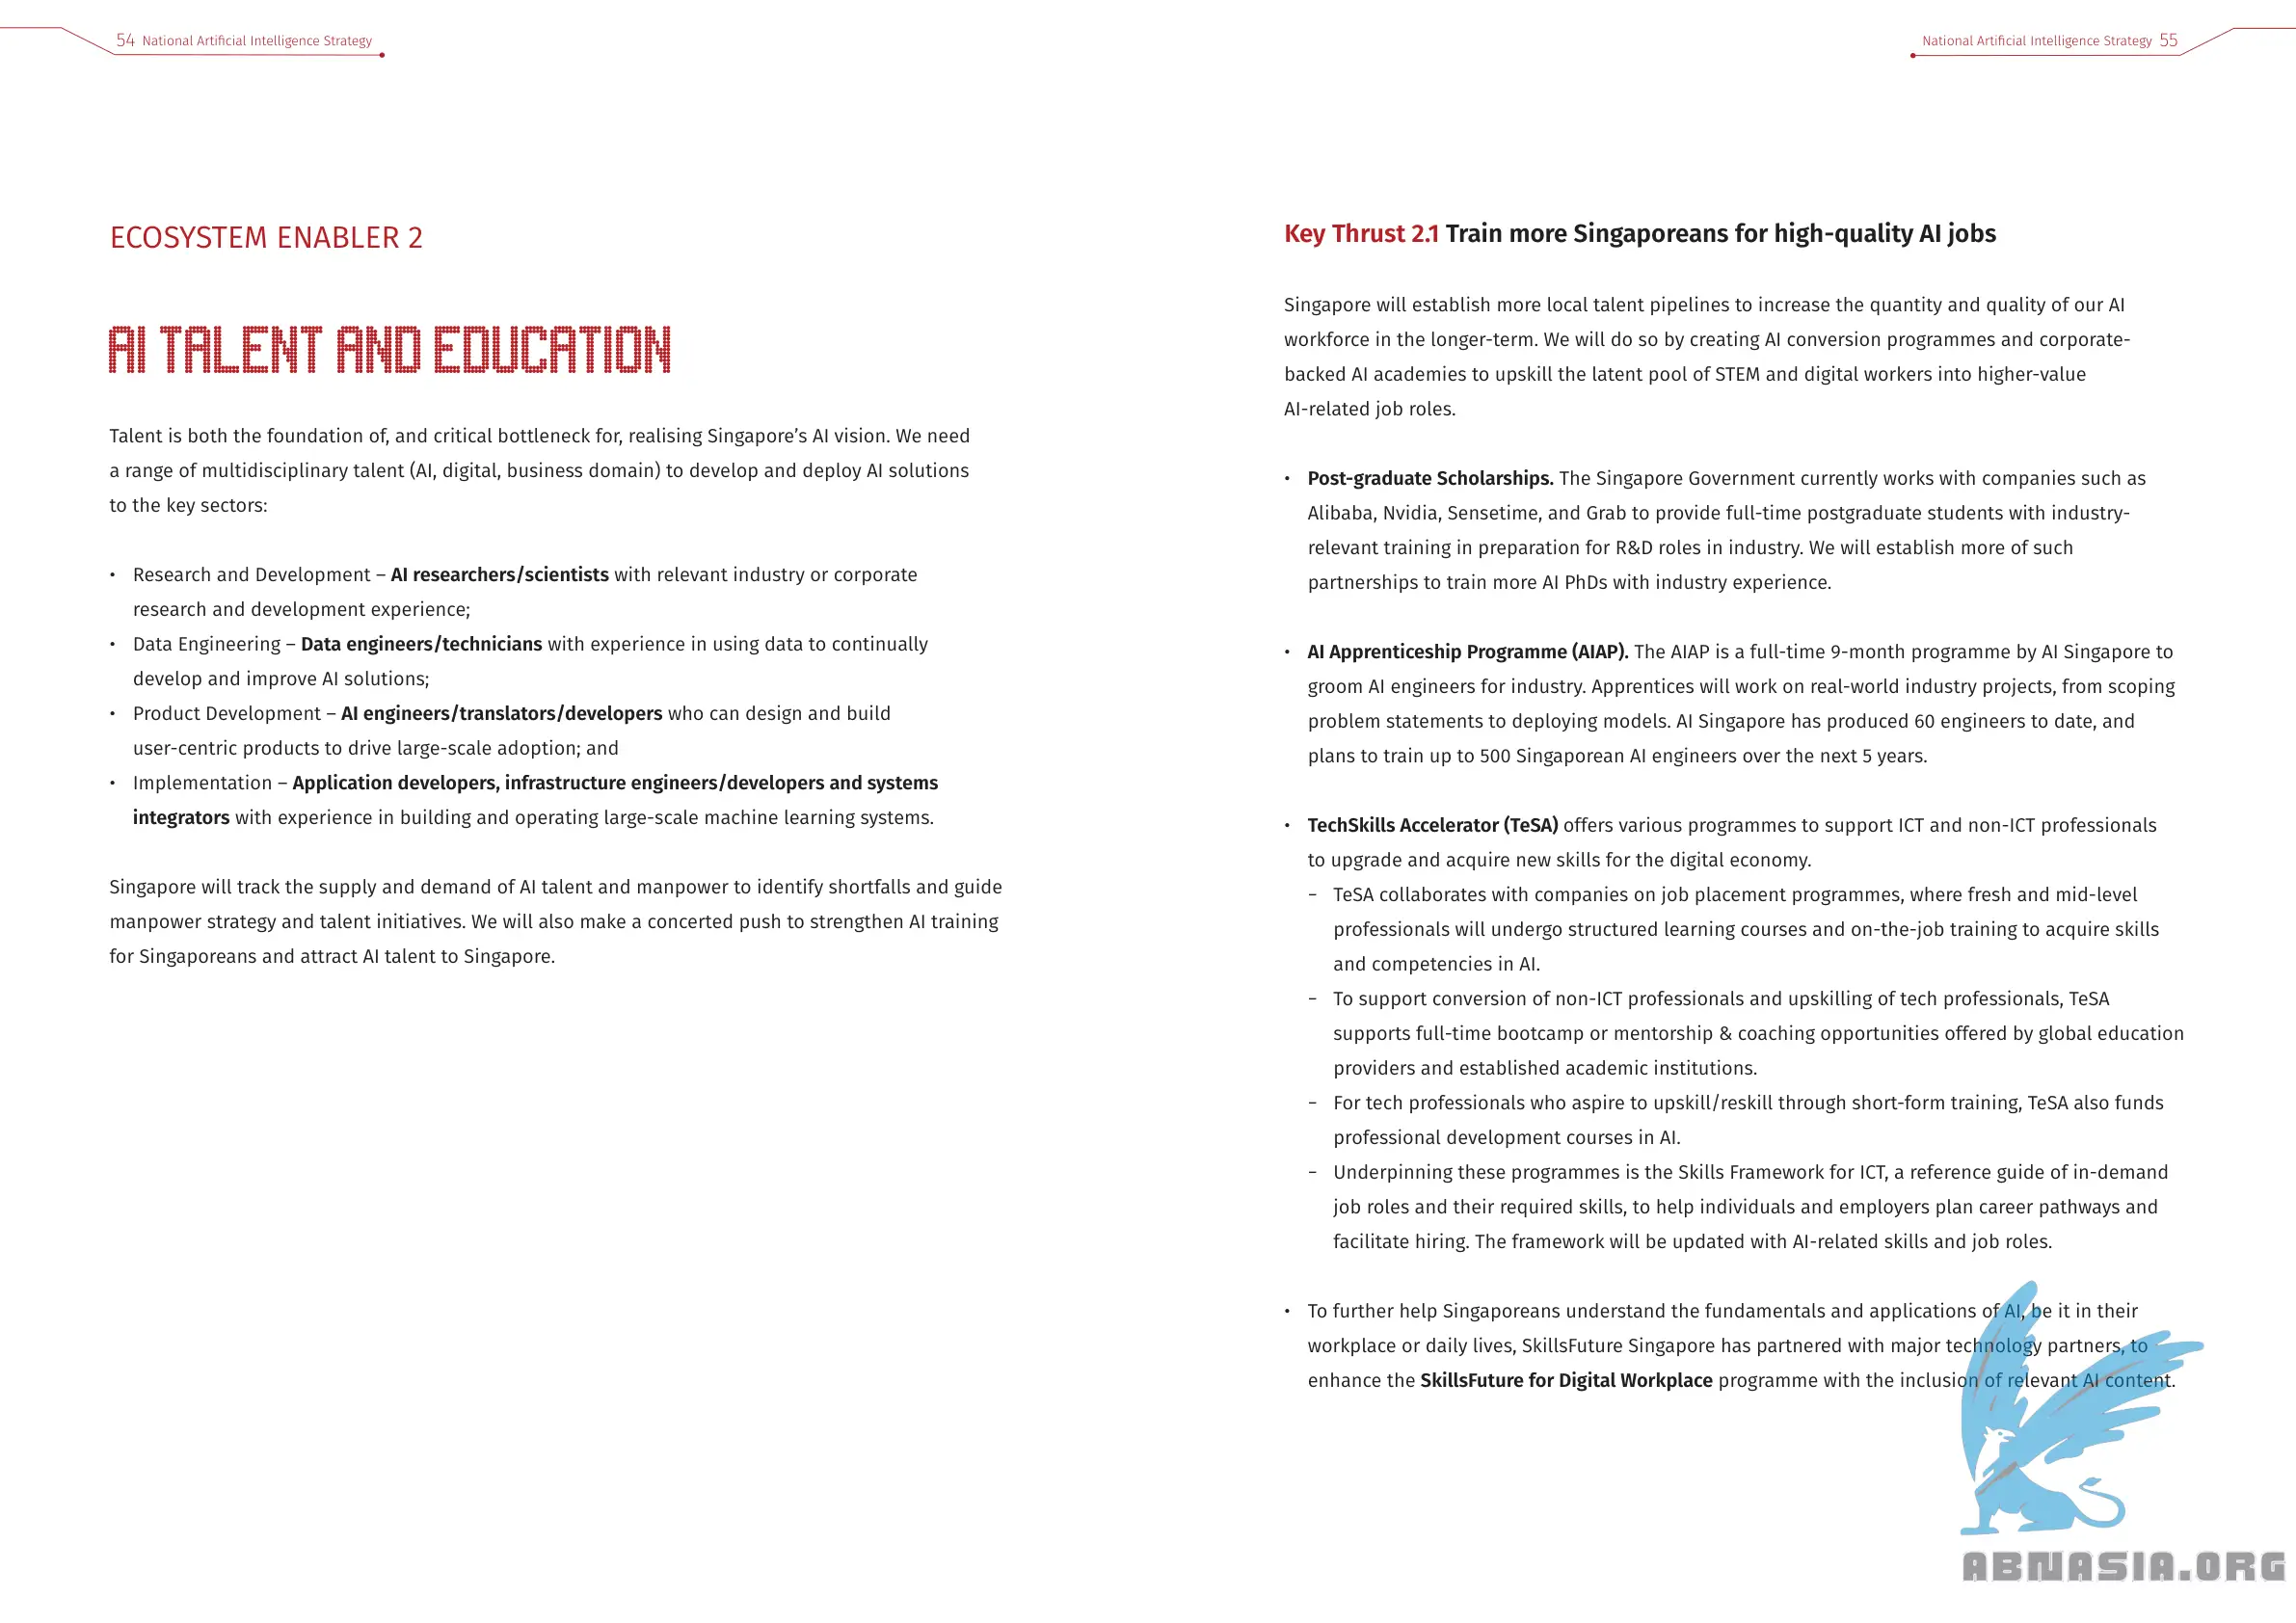 54 National Artificial Intelligence Strategy
ECOSYSTEM ENABLER 2
AI TALENT AND EDUCATION
Talent is both the foundation of, and critical bottleneck for, realising Singapore’s AI vision. We need
a range of multidisciplinary talent (AI, digital, business domain) to develop and deploy AI solutions
to the key sectors:
• Research and Development – AI researchers/scientists with relevant industry or corporate
research and development experience;
• Data Engineering – Data engineers/technicians with experience in using data to continually
develop and improve AI solutions;
• Product Development – AI engineers/translators/developers who can design and build
user-centric products to drive large-scale adoption; and
• Implementation – Application developers, infrastructure engineers/developers and systems
integrators with experience in building and operating large-scale machine learning systems.
Singapore will track the supply and demand of AI talent and manpower to identify shortfalls and guide
manpower strategy and talent initiatives. We will also make a concerted push to strengthen AI training
for Singaporeans and attract AI talent to Singapore.
National Artificial Intelligence Strategy 55
Key Thrust 2.1 Train more Singaporeans for high-quality AI jobs
Singapore will establish more local talent pipelines to increase the quantity and quality of our AI
workforce in the longer-term. We will do so by creating AI conversion programmes and corporate-
backed AI academies to upskill the latent pool of STEM and digital workers into higher-value
AI-related job roles.
• Post-graduate Scholarships. The Singapore Government currently works with companies such as
Alibaba, Nvidia, Sensetime, and Grab to provide full-time postgraduate students with industry-
relevant training in preparation for R&D roles in industry. We will establish more of such
partnerships to train more AI PhDs with industry experience.
• AI Apprenticeship Programme (AIAP). The AIAP is a full-time 9-month programme by AI Singapore to
groom AI engineers for industry. Apprentices will work on real-world industry projects, from scoping
problem statements to deploying models. AI Singapore has produced 60 engineers to date, and
plans to train up to 500 Singaporean AI engineers over the next 5 years.
• TechSkills Accelerator (TeSA) offers various programmes to support ICT and non-ICT professionals
to upgrade and acquire new skills for the digital economy.
– TeSA collaborates with companies on job placement programmes, where fresh and mid-level
professionals will undergo structured learning courses and on-the-job training to acquire skills
and competencies in AI.
– To support conversion of non-ICT professionals and upskilling of tech professionals, TeSA
supports full-time bootcamp or mentorship & coaching opportunities offered by global education
providers and established academic institutions.
– For tech professionals who aspire to upskill/reskill through short-form training, TeSA also funds
professional development courses in AI.
– Underpinning these programmes is the Skills Framework for ICT, a reference guide of in-demand
job roles and their required skills, to help individuals and employers plan career pathways and
facilitate hiring. The framework will be updated with AI-related skills and job roles.
• To further help Singaporeans understand the fundamentals and applications of AI, be it in their
workplace or daily lives, SkillsFuture Singapore has partnered with major technology partners, to
enhance the SkillsFuture for Digital Workplace programme with the inclusion of relevant AI content.
ABNASIA.ORG